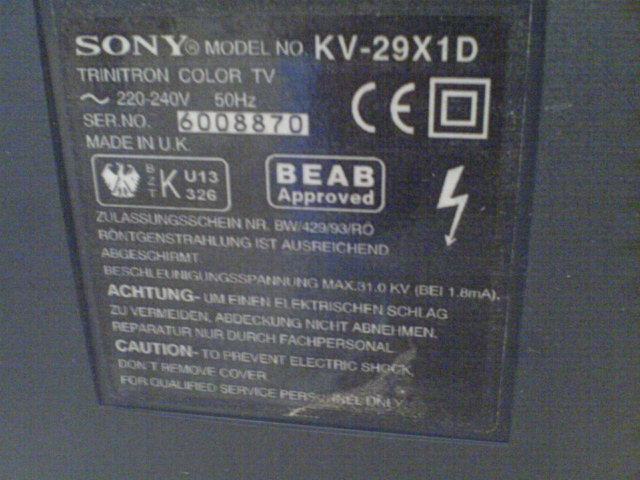 SONY® MODEL NO. KV-29X1D
TRINITRON COLOR TV
~ 220-240V 50Hz
SER.NO. 6008870
MADE IN U.K.
CE
BZT K U13 326
BEAB Approved
ZULASSUNGSSCHEIN NR. BW/429/93/RÖ
RÖNTGENSTRAHLUNG IST AUSREICHEND
ABGESCHIRMT.
BESCHLEUNIGUNGSSPANNUNG MAX.31.0 KV (BEI 1.8mA).
ACHTUNG- UM EINEN ELEKTRISCHEN SCHLAG
ZU VERMEIDEN, ABDECKUNG NICHT ABNEHMEN.
REPARATUR NUR DURCH FACHPERSONAL
CAUTION- TO PREVENT ELECTRIC SHOCK,
DON'T REMOVE COVER
FOR QUALIFIED SERVICE PERSONNEL ONLY